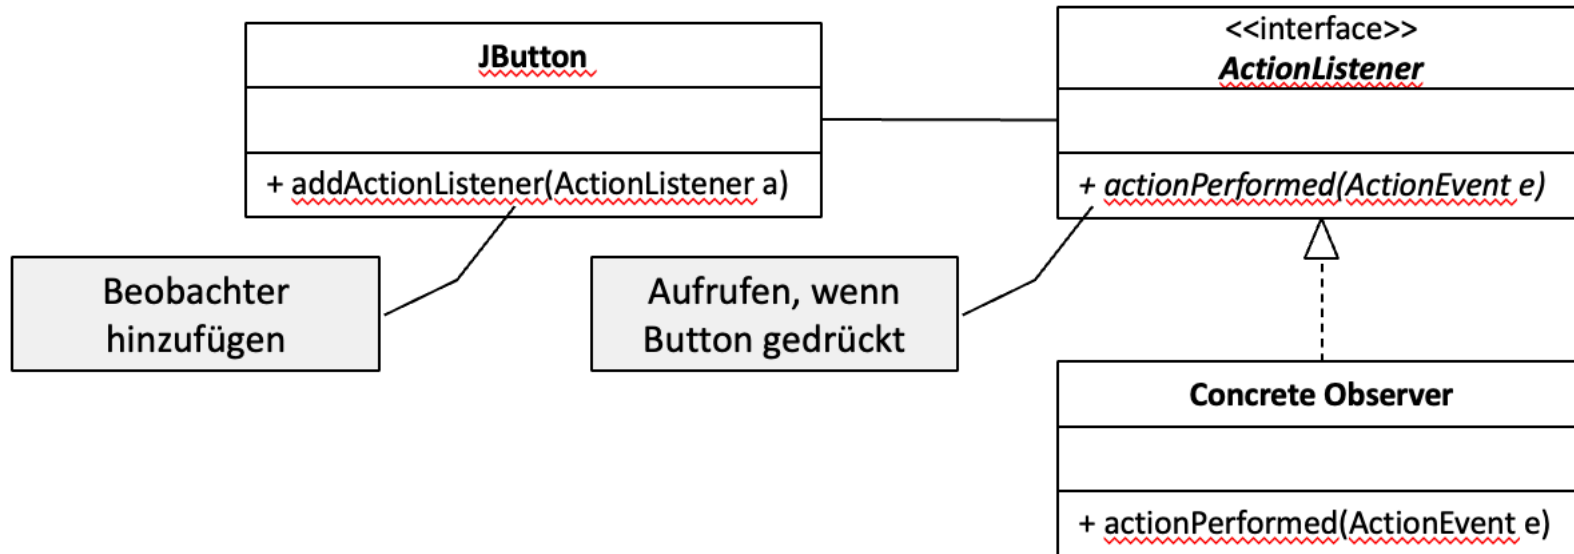 JButton
+ addActionListener(ActionListener a)
<<interface>>
ActionListener
+ actionPerformed(ActionEvent e)
Beobachter
hinzufügen
Aufrufen, wenn
Button gedrückt
Concrete Observer
+ actionPerformed(ActionEvent e)